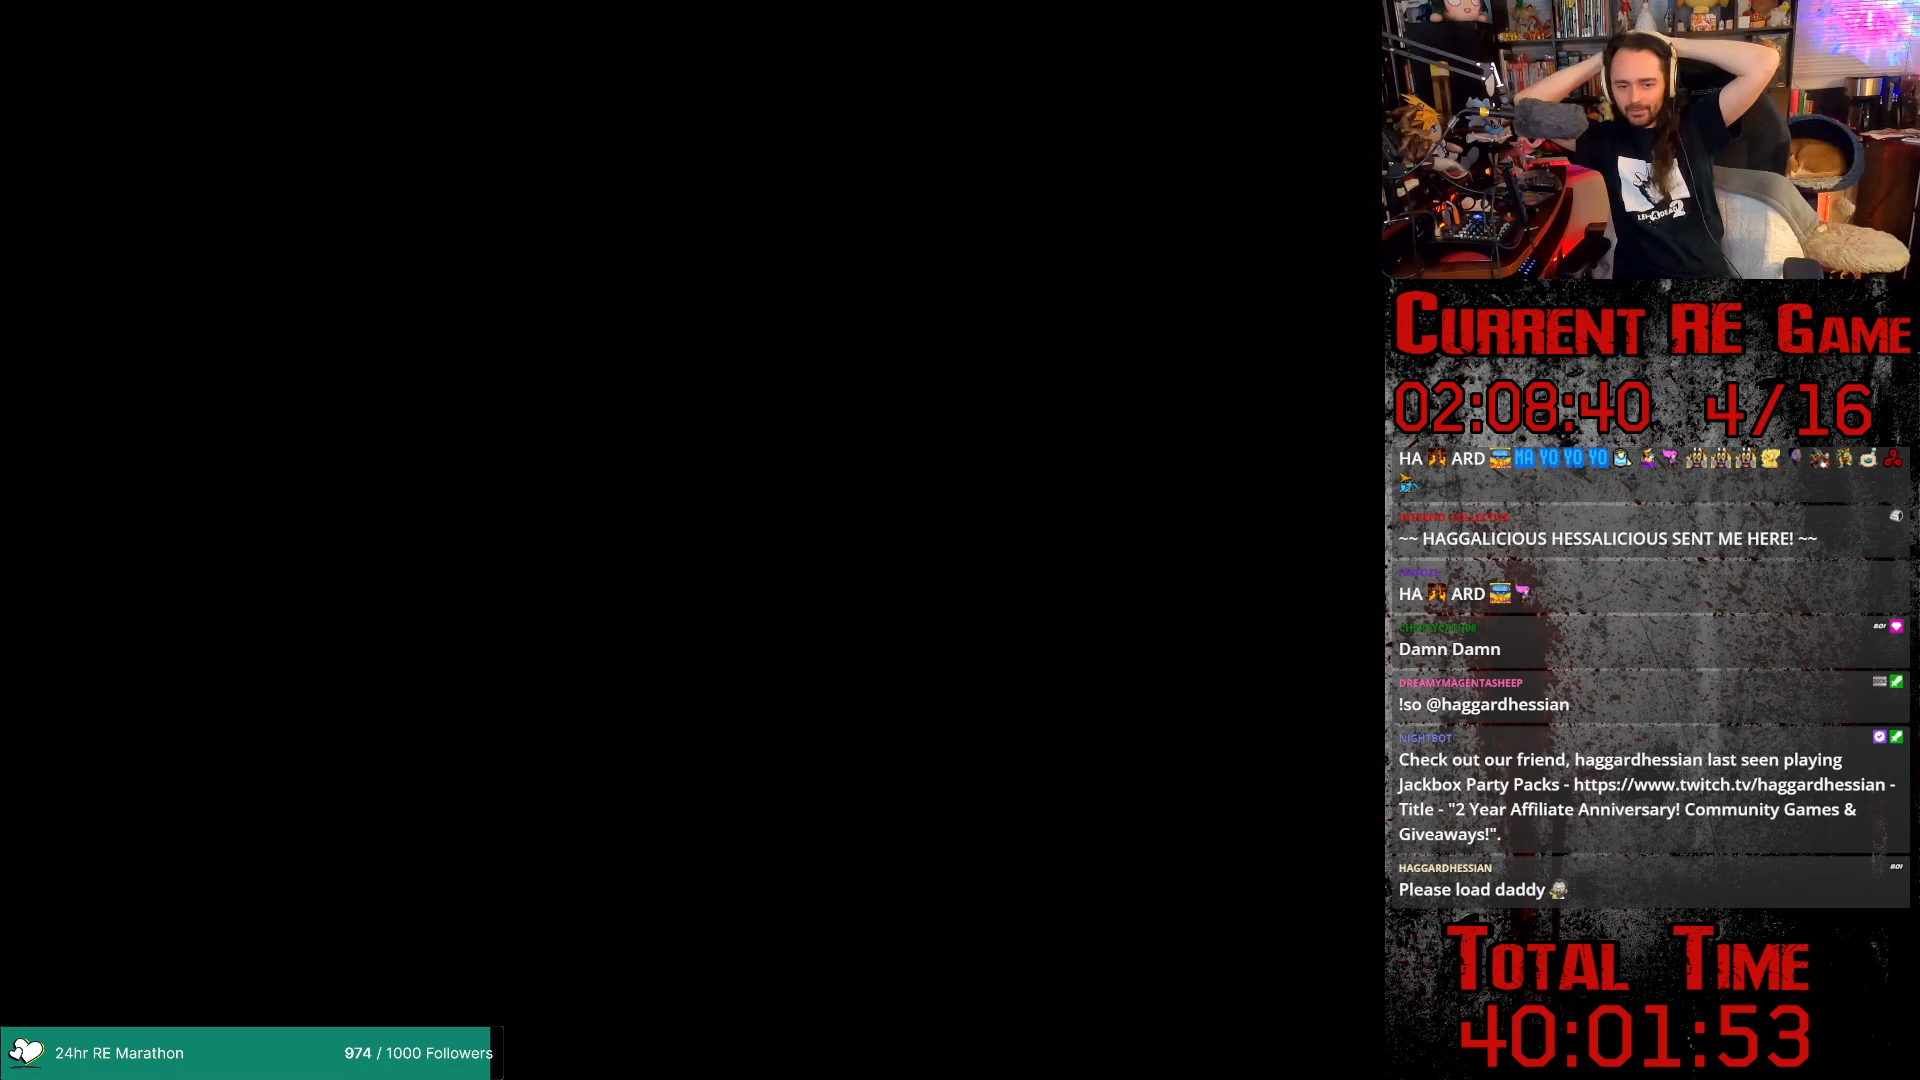 CURRENT RE GAME
02:08:40 4/16
HA ARD MA YO YO YO
~~ HAGGALICIOUS HESSALICIOUS SENT ME HERE! ~~
HA ARD
Damn Damn
DREAMYMAGENTASHEEP
!so @haggardhessian
NIGHTBOT
Check out our friend, haggardhessian last seen playing
Jackbox Party Packs - https://www.twitch.tv/haggardhessian -
Title - "2 Year Affiliate Anniversary! Community Games &
Giveaways!".
HAGGARDHESSIAN
Please load daddy
TOTAL TIME
40:01:53
24hr RE Marathon 974 / 1000 Followers